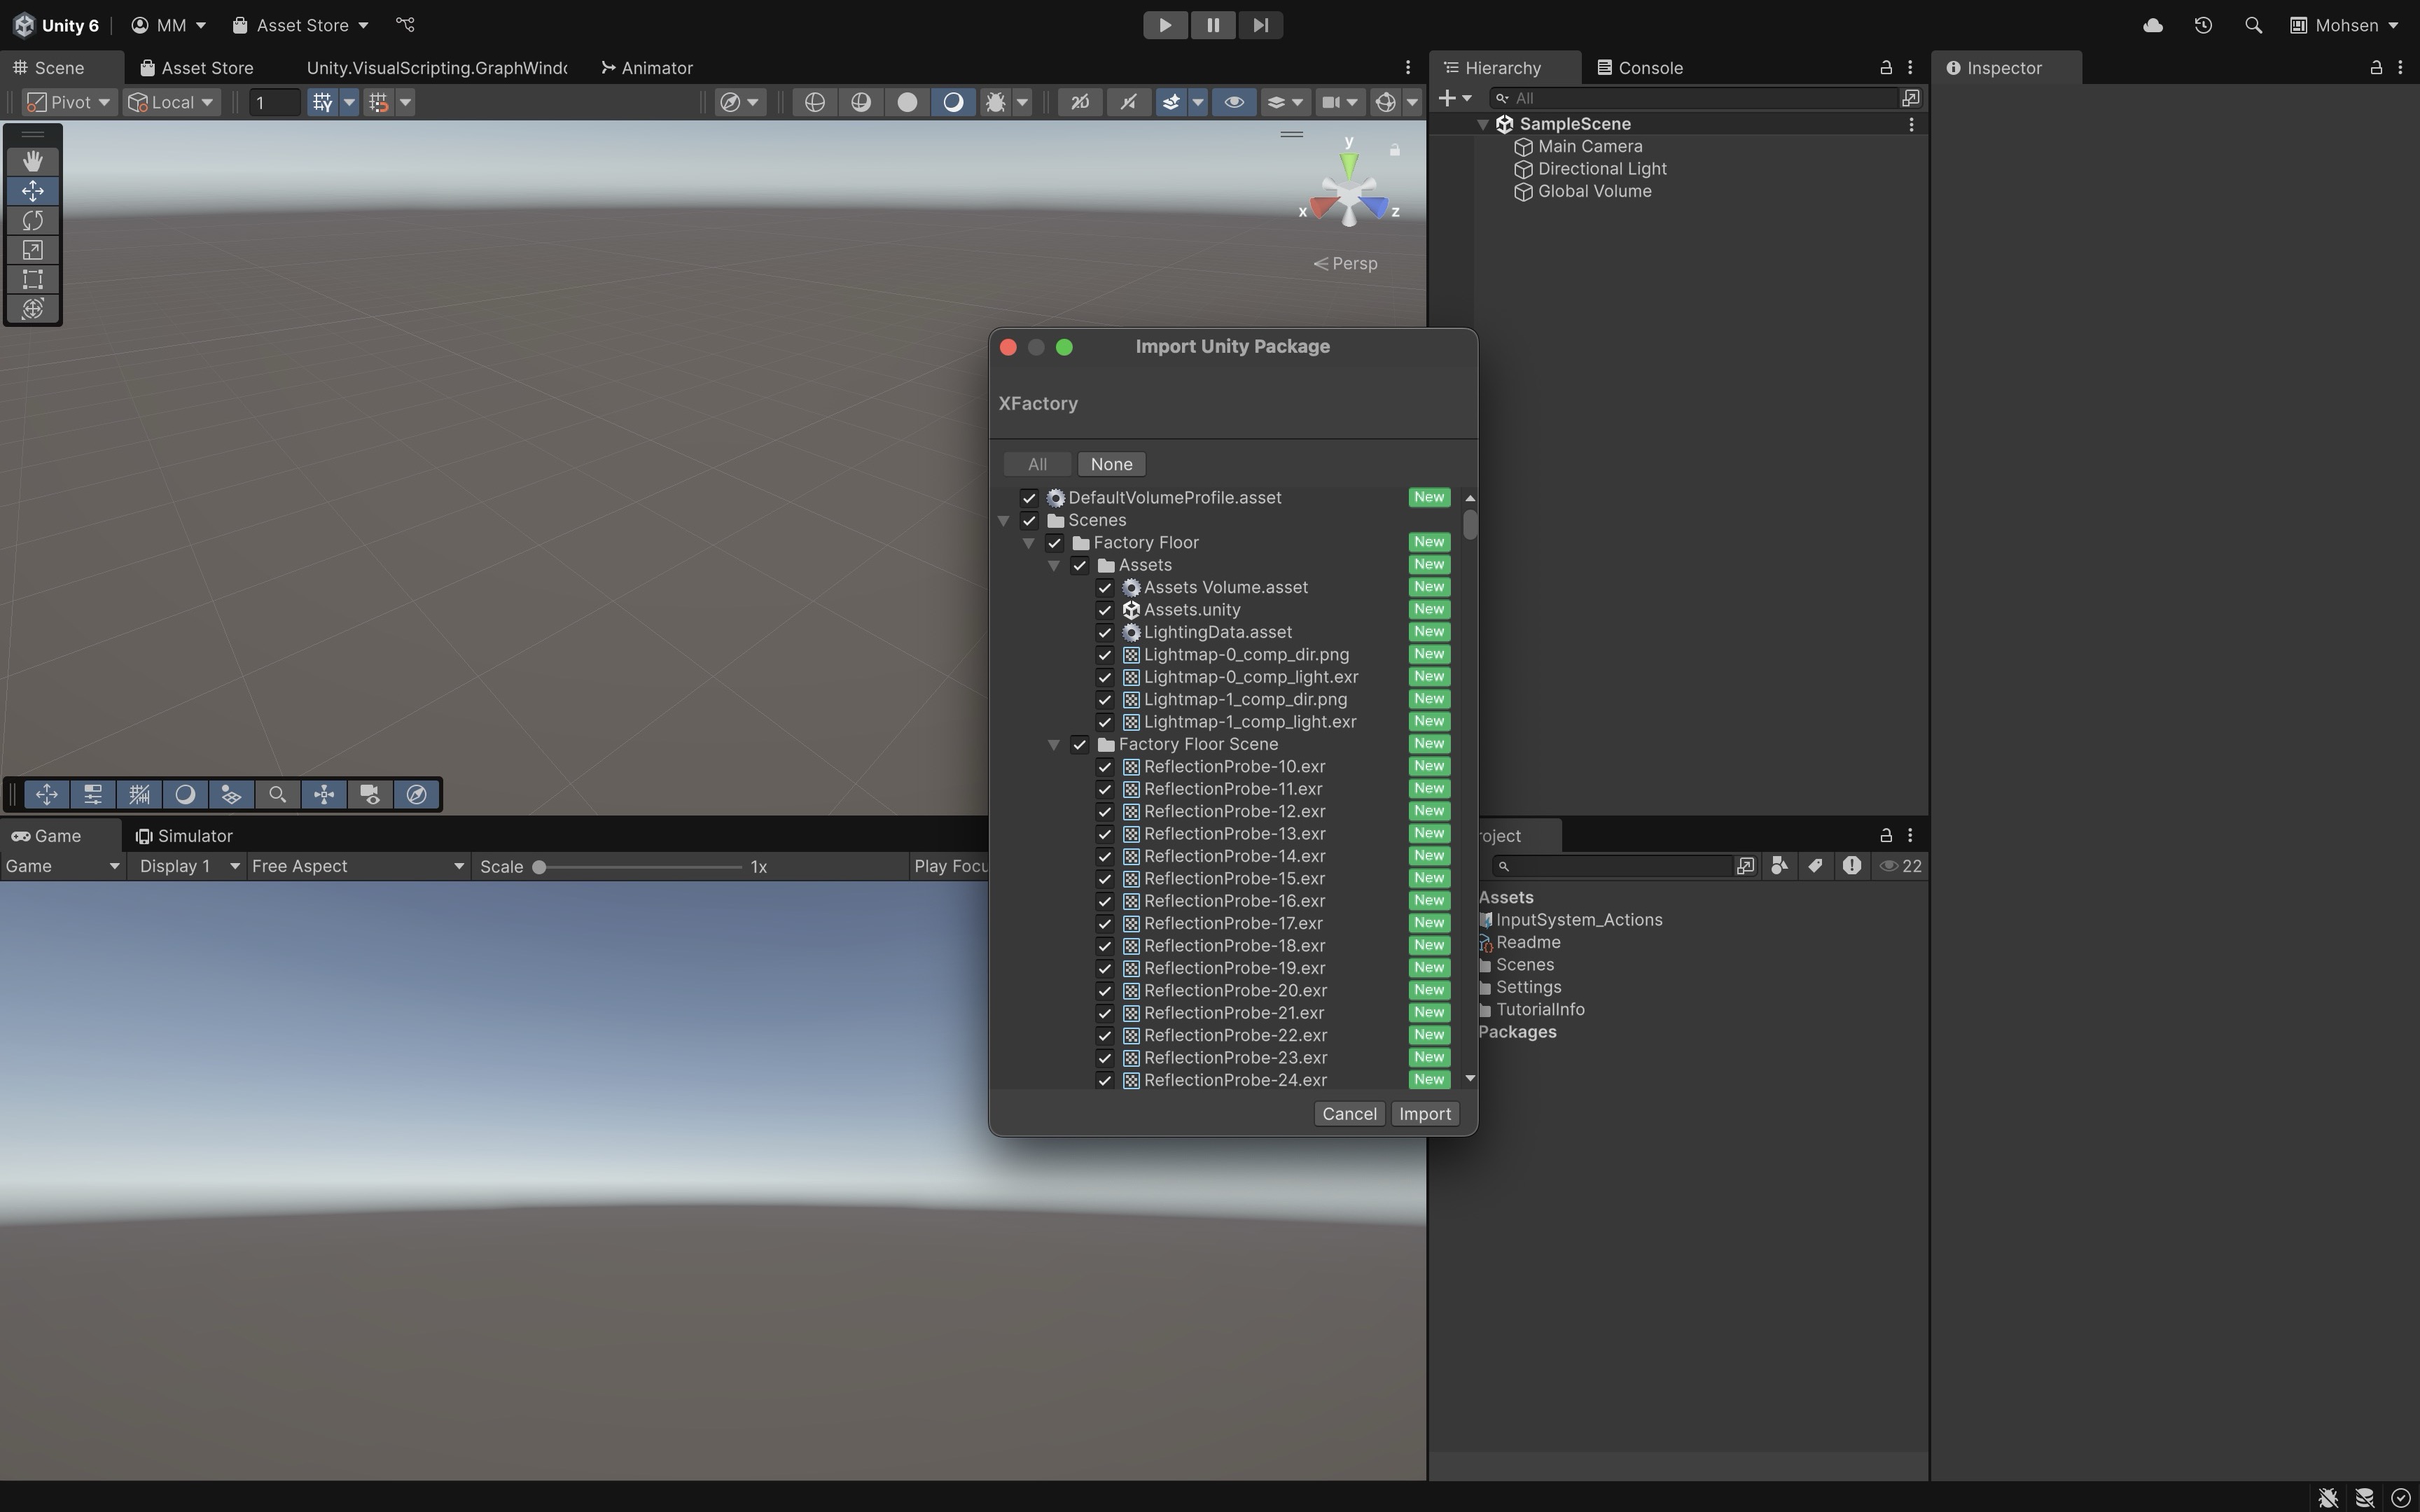 Unity 6
MM
Asset Store
Mohsen
Scene
Asset Store
Unity.VisualScripting.GraphWindo
Animator
Hierarchy
Console
Inspector
Pivot
Local
1
2D
All
SampleScene
Main Camera
Directional Light
Global Volume
y
x
z
Persp
Import Unity Package
XFactory
All
None
DefaultVolumeProfile.asset New
Scenes
Factory Floor New
Assets New
Assets Volume.asset New
Assets.unity New
LightingData.asset New
Lightmap-0_comp_dir.png New
Lightmap-0_comp_light.exr New
Lightmap-1_comp_dir.png New
Lightmap-1_comp_light.exr New
Factory Floor Scene New
ReflectionProbe-10.exr New
ReflectionProbe-11.exr New
ReflectionProbe-12.exr New
ReflectionProbe-13.exr New
ReflectionProbe-14.exr New
ReflectionProbe-15.exr New
ReflectionProbe-16.exr New
ReflectionProbe-17.exr New
ReflectionProbe-18.exr New
ReflectionProbe-19.exr New
ReflectionProbe-20.exr New
ReflectionProbe-21.exr New
ReflectionProbe-22.exr New
ReflectionProbe-23.exr New
ReflectionProbe-24.exr New
Cancel
Import
Game
Simulator
Game
Display 1
Free Aspect
Scale
1x
Play Focu
roject
22
Assets
InputSystem_Actions
Readme
Scenes
Settings
TutorialInfo
Packages